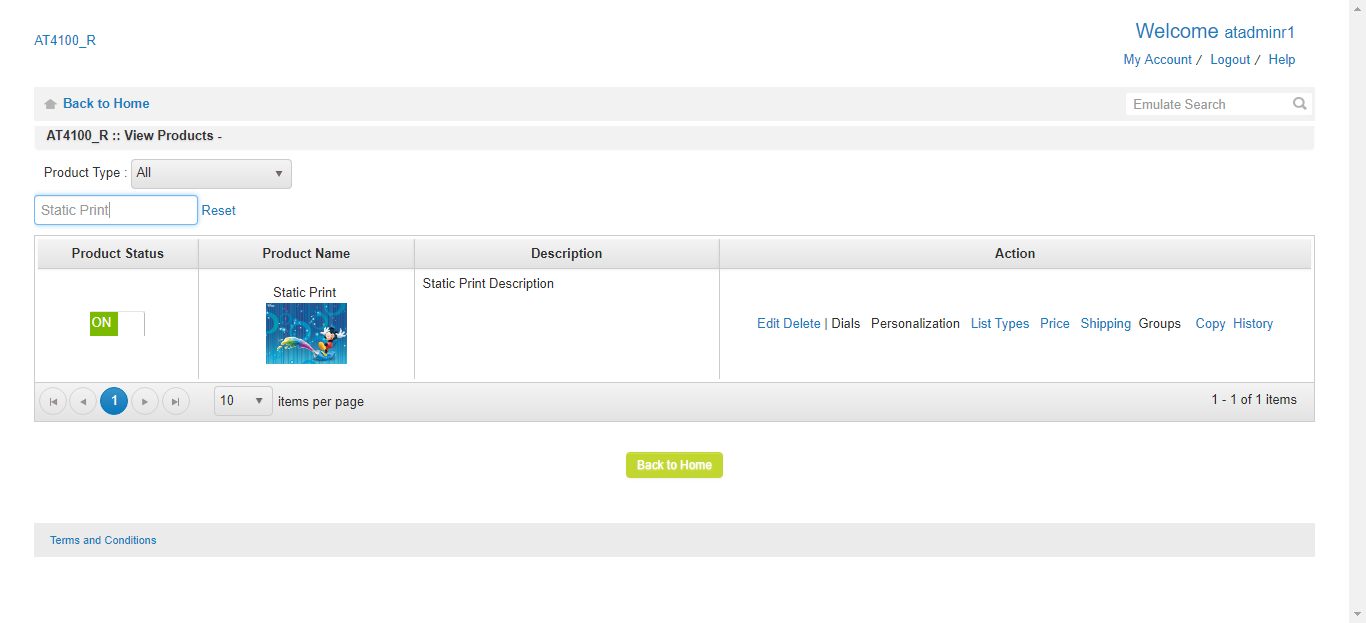 AT4100_R
Welcome atadminr1
My Account / Logout / Help
Back to Home
Emulate Search
AT4100_R :: View Products -
Product Type : All
Static Print Reset
Product Status Product Name Description Action
Static Print Static Print Description
ON Edit Delete | Dials Personalization List Types Price Shipping Groups Copy History
1 10 items per page 1 - 1 of 1 items
Back to Home
Terms and Conditions